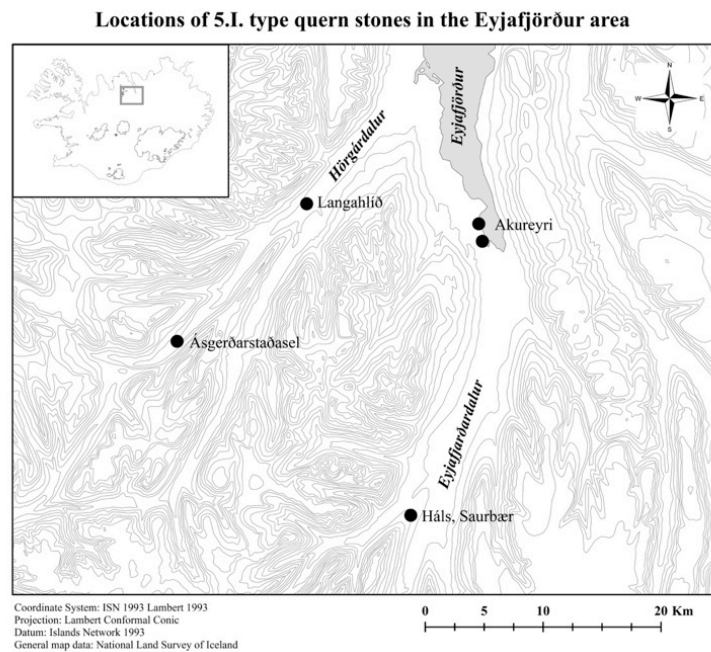 Locations of 5.I. type quern stones in the Eyjafjörður area
N
W
E
S
Eyjafjörður
Hörgárdalur
Langahlíð
Akureyri
Ásgerðarstaðasel
Eyjafjarðardalur
Háls, Saurbær
Coordinate System: ISN 1993 Lambert 1993
Projection: Lambert Conformal Conic
Datum: Islands Network 1993
General map data: National Land Survey of Iceland
0 5 10 20 Km